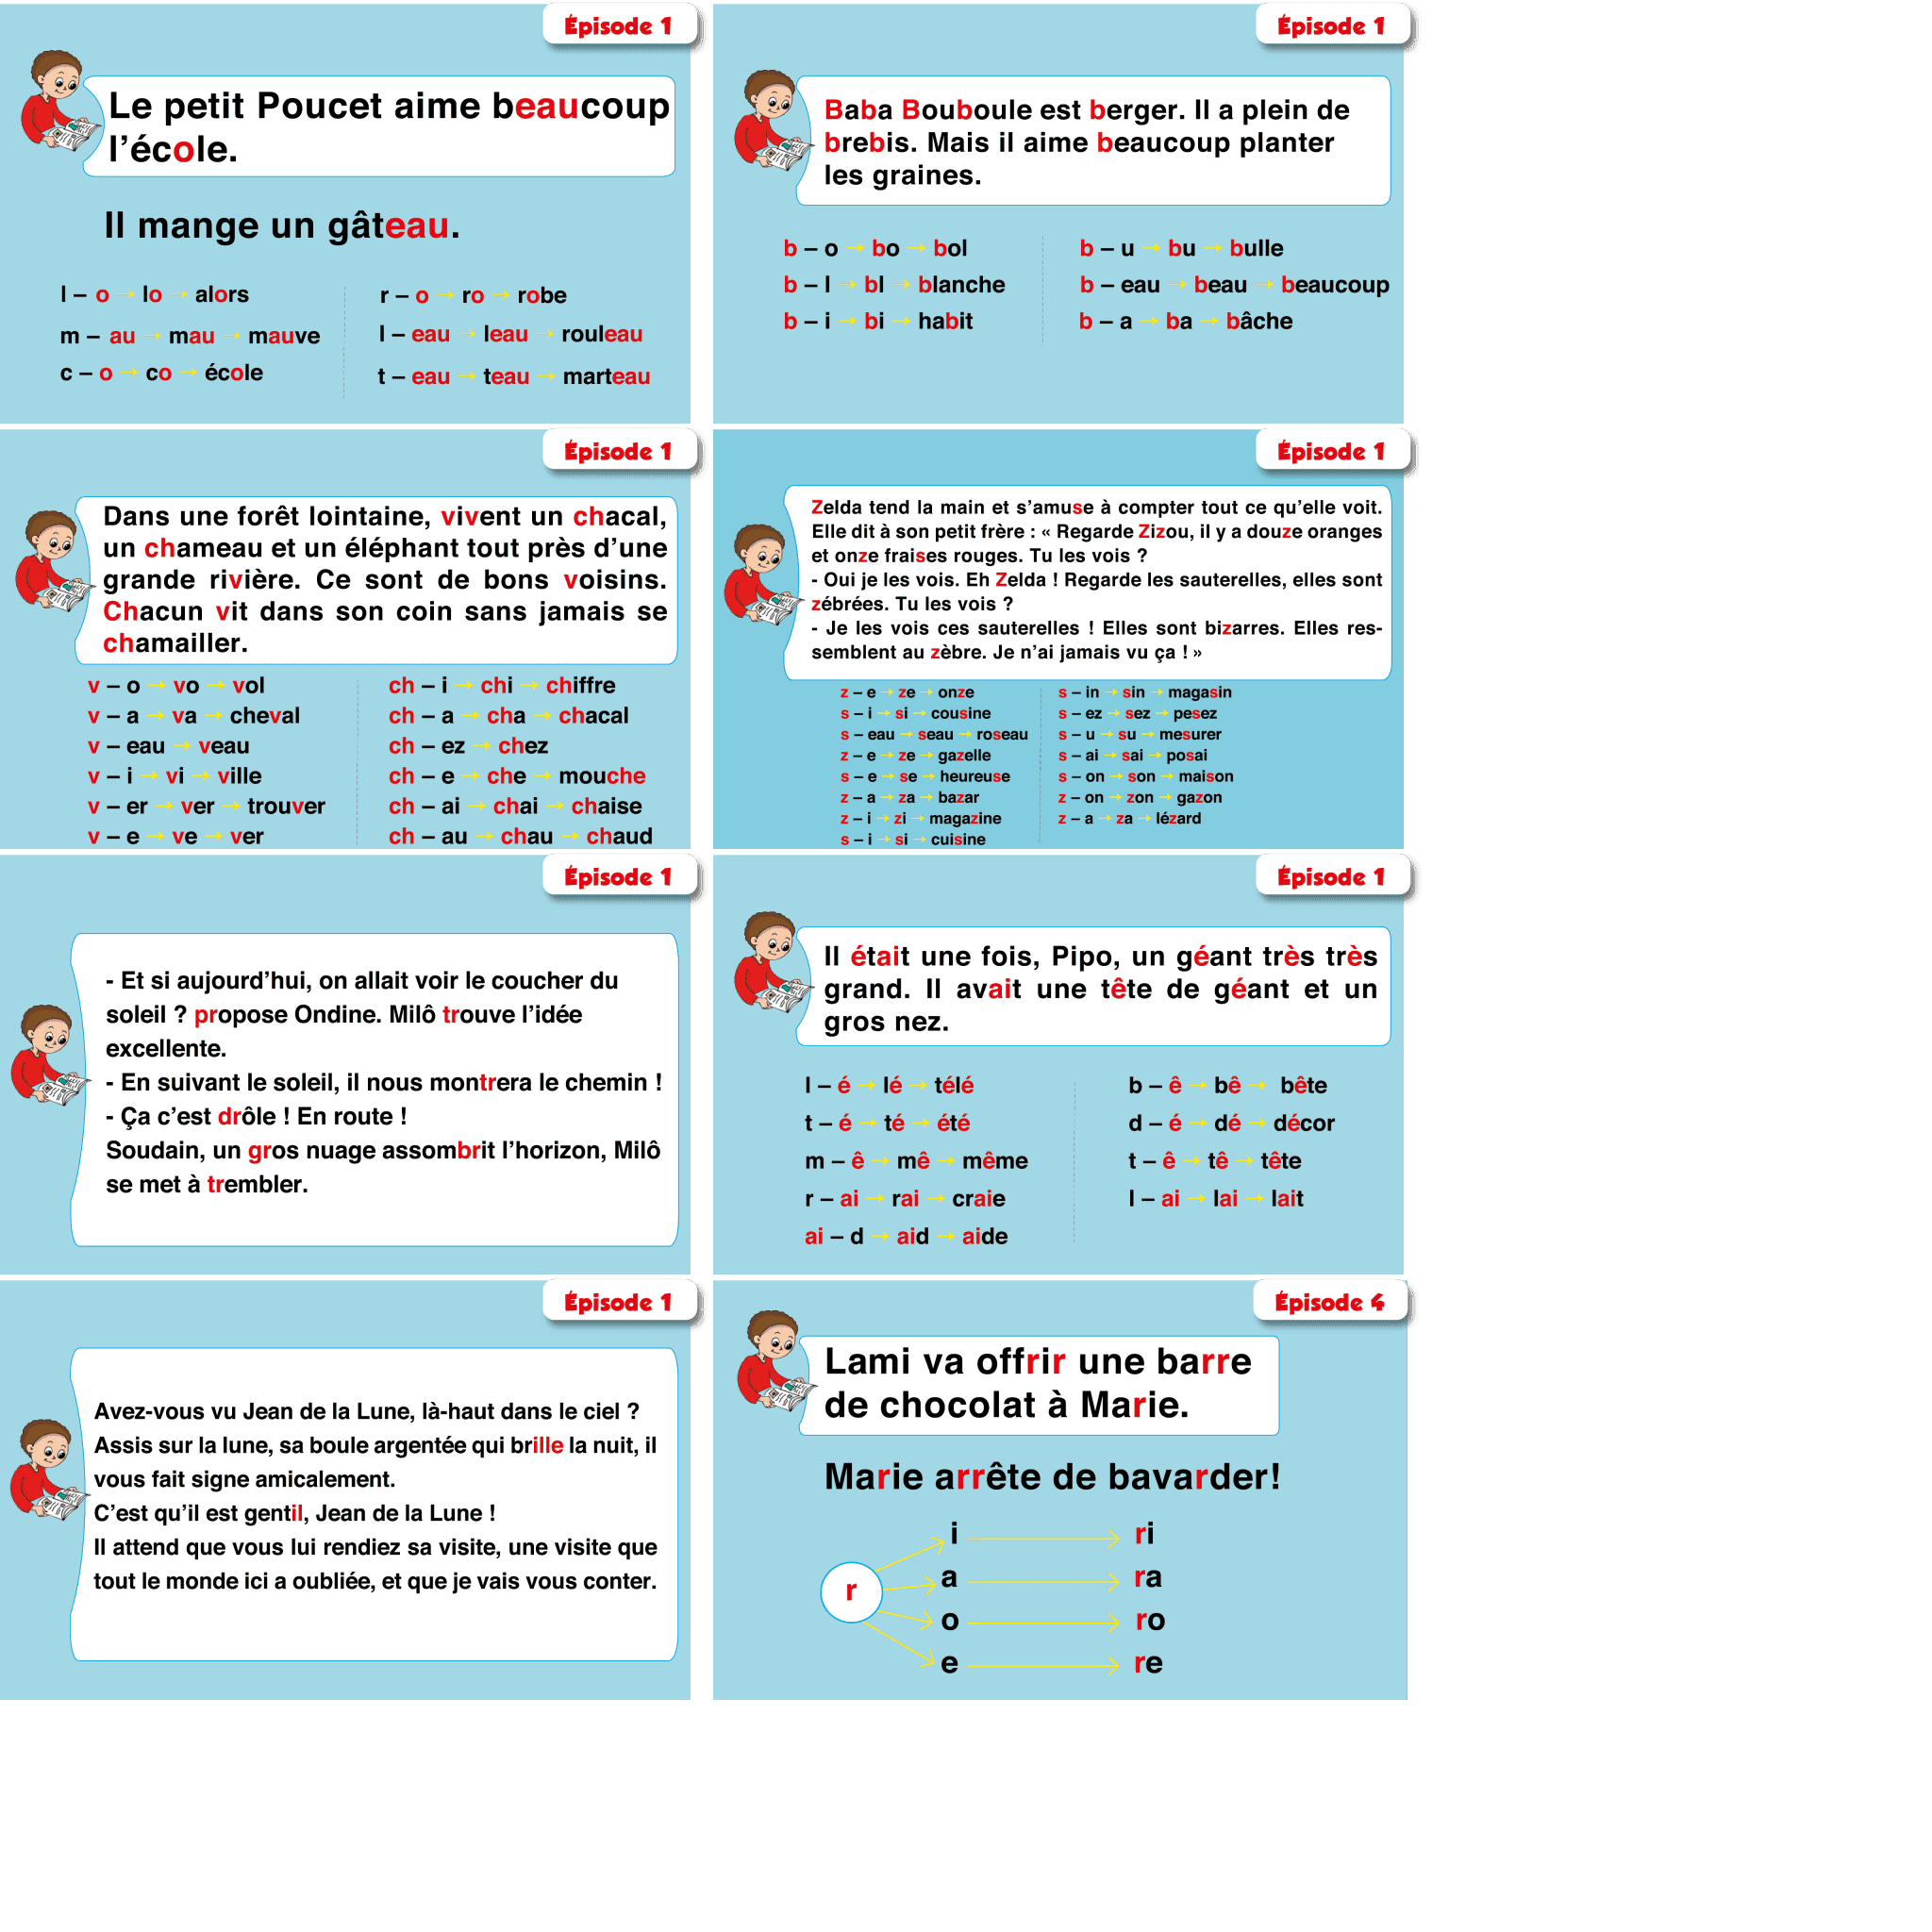 Épisode 1
Le petit Poucet aime beaucoup
l’école.
Il mange un gâteau.
l – o → lo → alors
m – au → mau → mauve
c – o → co → école
r – o → ro → robe
l – eau → leau → rouleau
t – eau → teau → marteau
Épisode 1
Baba Bouboule est berger. Il a plein de
brebis. Mais il aime beaucoup planter
les graines.
b – o → bo → bol
b – l → bl → blanche
b – i → bi → habit
b – u → bu → bulle
b – eau → beau → beaucoup
b – a → ba → bâche
Épisode 1
Dans une forêt lointaine, vivent un chacal,
un chameau et un éléphant tout près d’une
grande rivière. Ce sont de bons voisins.
Chacun vit dans son coin sans jamais se
chamailler.
v – o → vo → vol
v – a → va → cheval
v – eau → veau
v – i → vi → ville
v – er → ver → trouver
v – e → ve → ver
ch – i → chi → chiffre
ch – a → cha → chacal
ch – ez → chez
ch – e → che → mouche
ch – ai → chai → chaise
ch – au → chau → chaud
Épisode 1
Zelda tend la main et s’amuse à compter tout ce qu’elle voit.
Elle dit à son petit frère : « Regarde Zizou, il y a douze oranges
et onze fraises rouges. Tu les vois ?
- Oui je les vois. Eh Zelda ! Regarde les sauterelles, elles sont
zébrées. Tu les vois ?
- Je les vois ces sauterelles ! Elles sont bizarres. Elles res-
semblent au zèbre. Je n’ai jamais vu ça ! »
z – e → ze → onze
s – i → si → cousine
s – eau → seau → roseau
z – e → ze → gazelle
s – e → se → heureuse
z – a → za → bazar
z – i → zi → magazine
s – i → si → cuisine
s – in → sin → magasin
s – ez → sez → pesez
s – u → su → mesurer
s – ai → sai → posai
s – on → son → maison
z – on → zon → gazon
z – a → za → lézard
Épisode 1
- Et si aujourd’hui, on allait voir le coucher du
soleil ? propose Ondine. Milô trouve l’idée
excellente.
- En suivant le soleil, il nous montrera le chemin !
- Ça c’est drôle ! En route !
Soudain, un gros nuage assombrit l’horizon, Milô
se met à trembler.
Épisode 1
Il était une fois, Pipo, un géant très très
grand. Il avait une tête de géant et un
gros nez.
l – é → lé → télé
t – é → té → été
m – ê → mê → même
r – ai → rai → craie
ai – d → aid → aide
b – ê → bê → bête
d – é → dé → décor
t – ê → tê → tête
l – ai → lai → lait
Épisode 1
Avez-vous vu Jean de la Lune, là-haut dans le ciel ?
Assis sur la lune, sa boule argentée qui brille la nuit, il
vous fait signe amicalement.
C’est qu’il est gentil, Jean de la Lune !
Il attend que vous lui rendiez sa visite, une visite que
tout le monde ici a oubliée, et que je vais vous conter.
Épisode 4
Lami va offrir une barre
de chocolat à Marie.
Marie arrête de bavarder!
r
i → ri
a → ra
o → ro
e → re